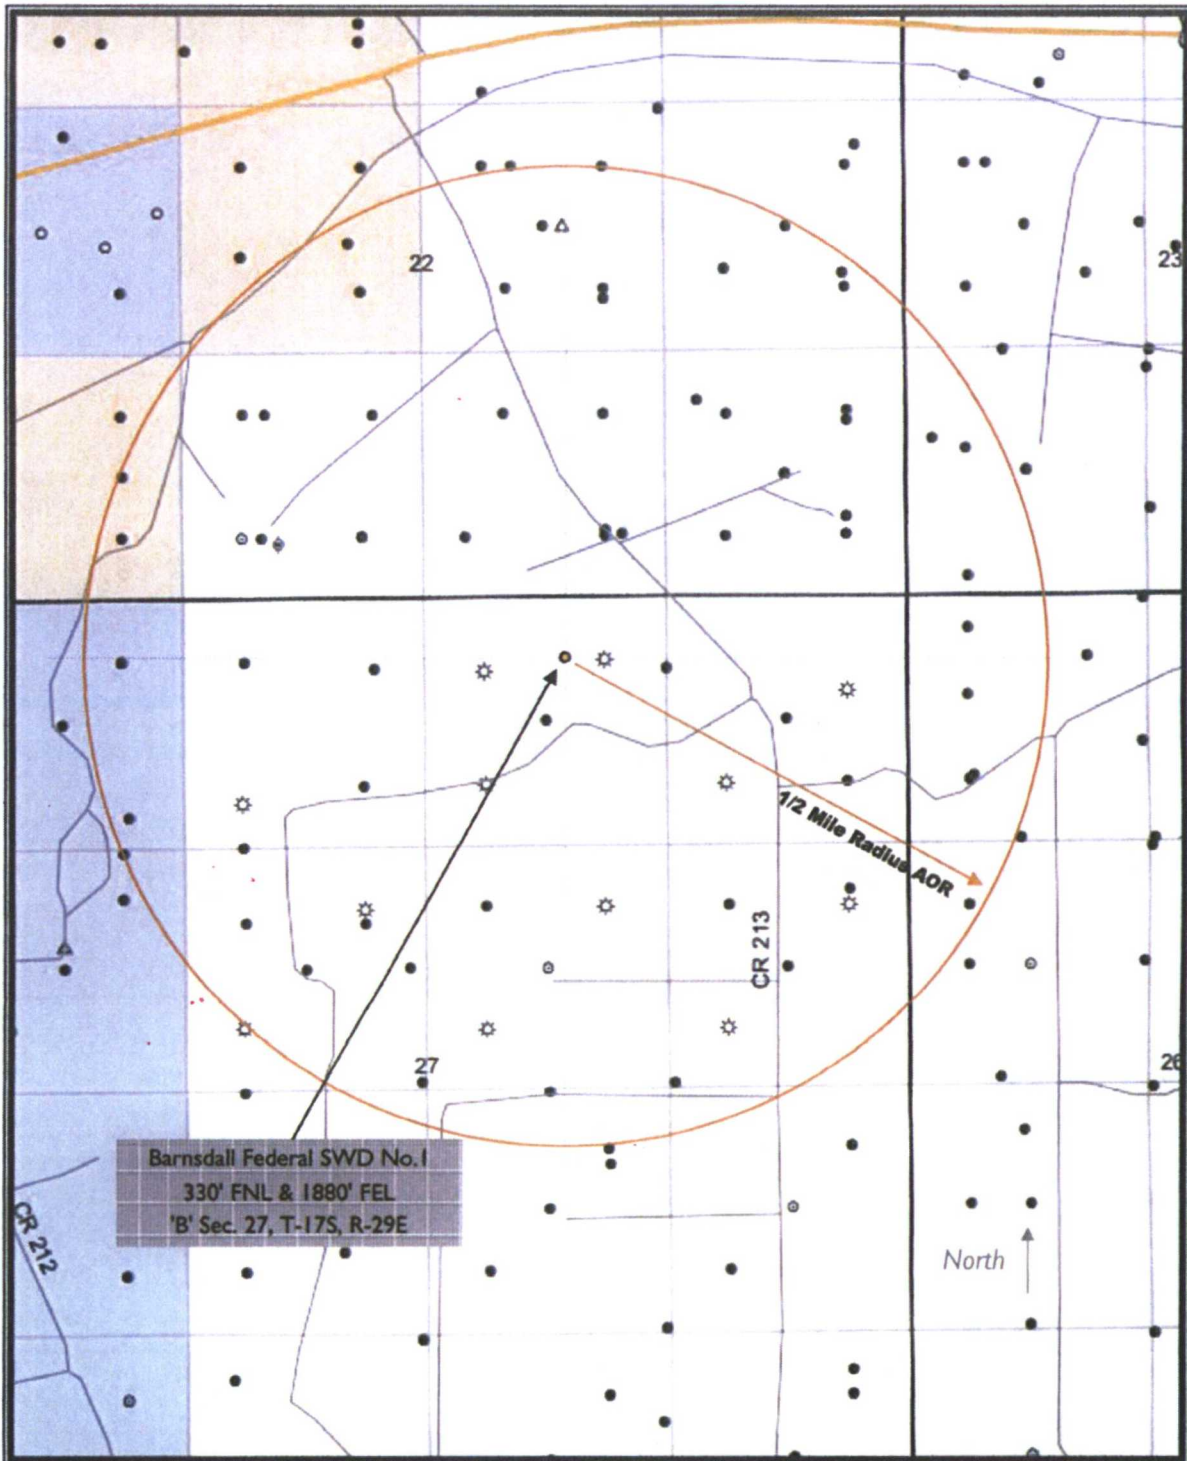 22
23
1/2 Mile Radius AOR
CR 213
27
26
Barnsdall Federal SWD No.1
330' FNL & 1880' FEL
'B' Sec. 27, T-17S, R-29E
CR 212
North